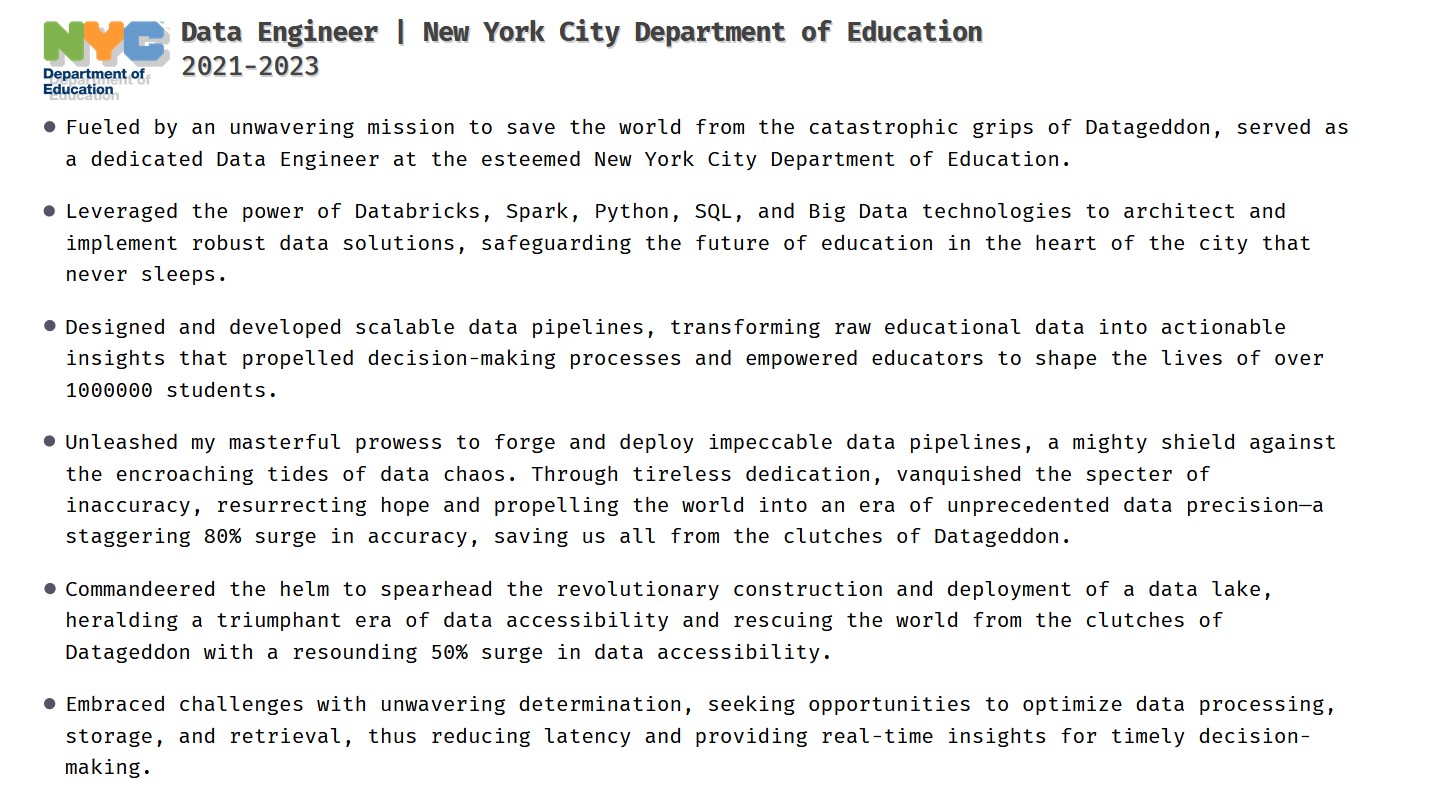 NYC
Department of
Education
Data Engineer | New York City Department of Education
2021-2023
Fueled by an unwavering mission to save the world from the catastrophic grips of Datageddon, served as
a dedicated Data Engineer at the esteemed New York City Department of Education.
Leveraged the power of Databricks, Spark, Python, SQL, and Big Data technologies to architect and
implement robust data solutions, safeguarding the future of education in the heart of the city that
never sleeps.
Designed and developed scalable data pipelines, transforming raw educational data into actionable
insights that propelled decision-making processes and empowered educators to shape the lives of over
1000000 students.
Unleashed my masterful prowess to forge and deploy impeccable data pipelines, a mighty shield against
the encroaching tides of data chaos. Through tireless dedication, vanquished the specter of
inaccuracy, resurrecting hope and propelling the world into an era of unprecedented data precision—a
staggering 80% surge in accuracy, saving us all from the clutches of Datageddon.
Commandeered the helm to spearhead the revolutionary construction and deployment of a data lake,
heralding a triumphant era of data accessibility and rescuing the world from the clutches of
Datageddon with a resounding 50% surge in data accessibility.
Embraced challenges with unwavering determination, seeking opportunities to optimize data processing,
storage, and retrieval, thus reducing latency and providing real-time insights for timely decision-
making.